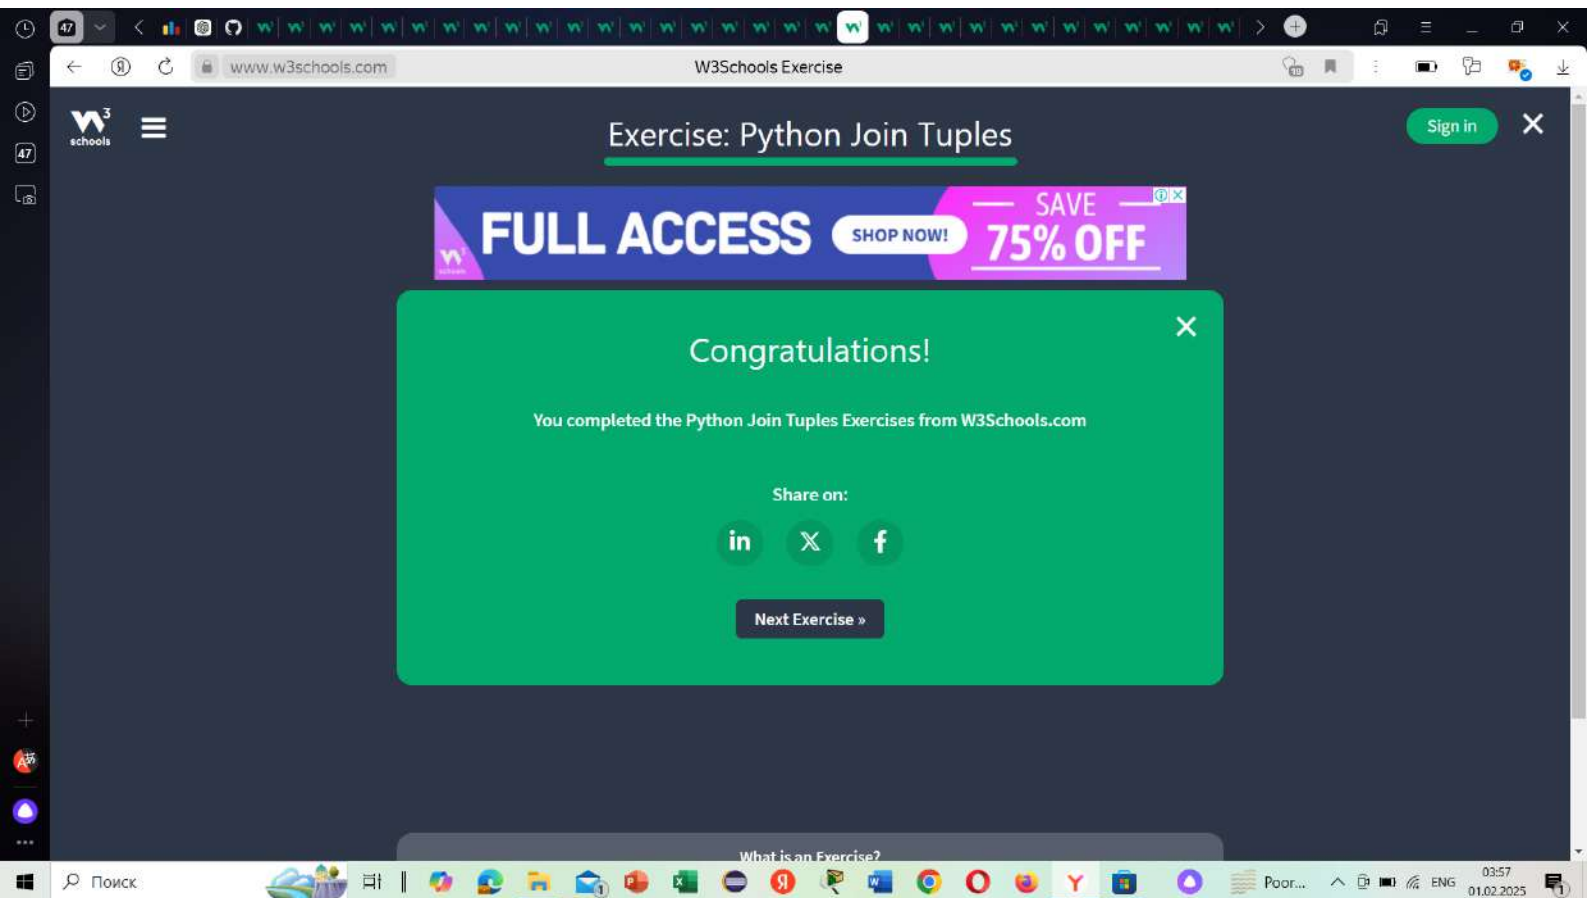 47
www.w3schools.com
W3Schools Exercise
47
schools
Exercise: Python Join Tuples
Sign in
FULL ACCESS
SHOP NOW!
SAVE
75% OFF
Congratulations!
You completed the Python Join Tuples Exercises from W3Schools.com
Share on:
Next Exercise »
What is an Exercise?
Поиск
Poor...
ENG
03:57
01.02.2025